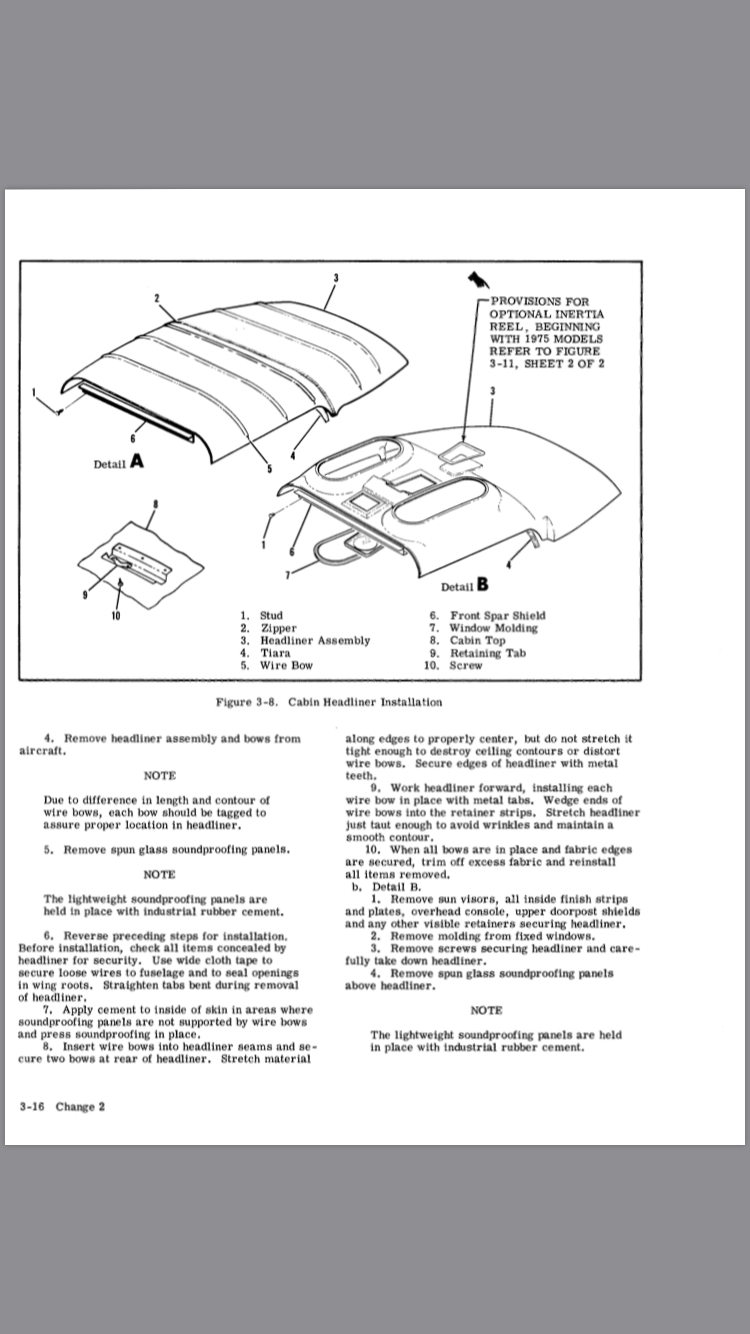 3
2
PROVISIONS FOR
OPTIONAL INERTIA
REEL, BEGINNING
WITH 1975 MODELS
REFER TO FIGURE
3-11, SHEET 2 OF 2
1
3
6
4
5
Detail A
8
1
6
7
4
9
10
Detail B
1. Stud
2. Zipper
3. Headliner Assembly
4. Tiara
5. Wire Bow
6. Front Spar Shield
7. Window Molding
8. Cabin Top
9. Retaining Tab
10. Screw
Figure 3-8. Cabin Headliner Installation
4. Remove headliner assembly and bows from
aircraft.
NOTE
Due to difference in length and contour of
wire bows, each bow should be tagged to
assure proper location in headliner.
5. Remove spun glass soundproofing panels.
NOTE
The lightweight soundproofing panels are
held in place with industrial rubber cement.
6. Reverse preceding steps for installation.
Before installation, check all items concealed by
headliner for security. Use wide cloth tape to
secure loose wires to fuselage and to seal openings
in wing roots. Straighten tabs bent during removal
of headliner.
7. Apply cement to inside of skin in areas where
soundproofing panels are not supported by wire bows
and press soundproofing in place.
8. Insert wire bows into headliner seams and se-
cure two bows at rear of headliner. Stretch material
along edges to properly center, but do not stretch it
tight enough to destroy ceiling contours or distort
wire bows. Secure edges of headliner with metal
teeth.
9. Work headliner forward, installing each
wire bow in place with metal tabs. Wedge ends of
wire bows into the retainer strips. Stretch headliner
just taut enough to avoid wrinkles and maintain a
smooth contour.
10. When all bows are in place and fabric edges
are secured, trim off excess fabric and reinstall
all items removed.
b. Detail B.
1. Remove sun visors, all inside finish strips
and plates, overhead console, upper doorpost shields
and any other visible retainers securing headliner.
2. Remove molding from fixed windows.
3. Remove screws securing headliner and care-
fully take down headliner.
4. Remove spun glass soundproofing panels
above headliner.
NOTE
The lightweight soundproofing panels are held
in place with industrial rubber cement.
3-16 Change 2